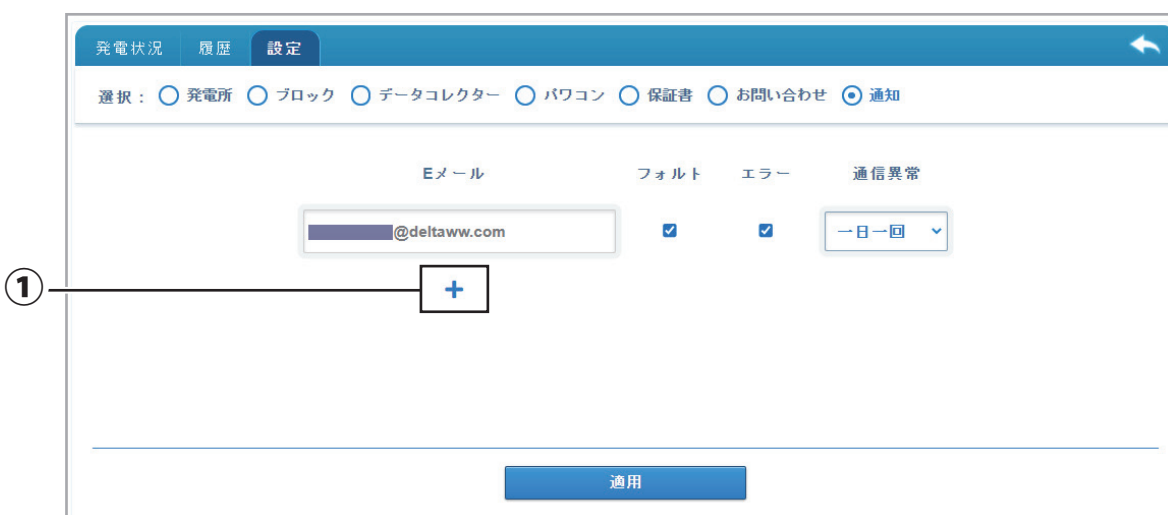 発電状況 履歴 設定
選択: 発電所 ブロック データコレクター パワコン 保証書 お問い合わせ 通知
Eメール フォルト エラー 通信異常
@deltaww.com 一日一回
① +
適用